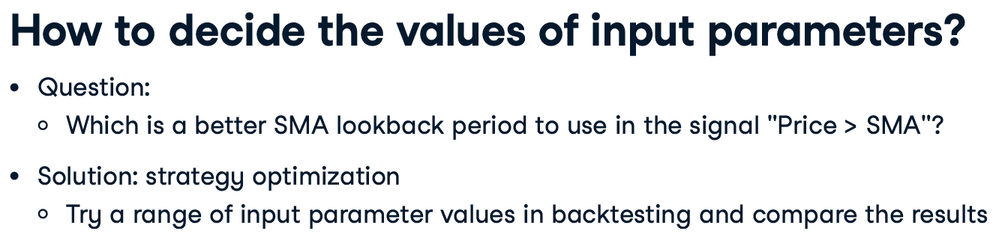 How to decide the values of input parameters?
• Question:
◦ Which is a better SMA lookback period to use in the signal "Price > SMA"?
• Solution: strategy optimization
◦ Try a range of input parameter values in backtesting and compare the results